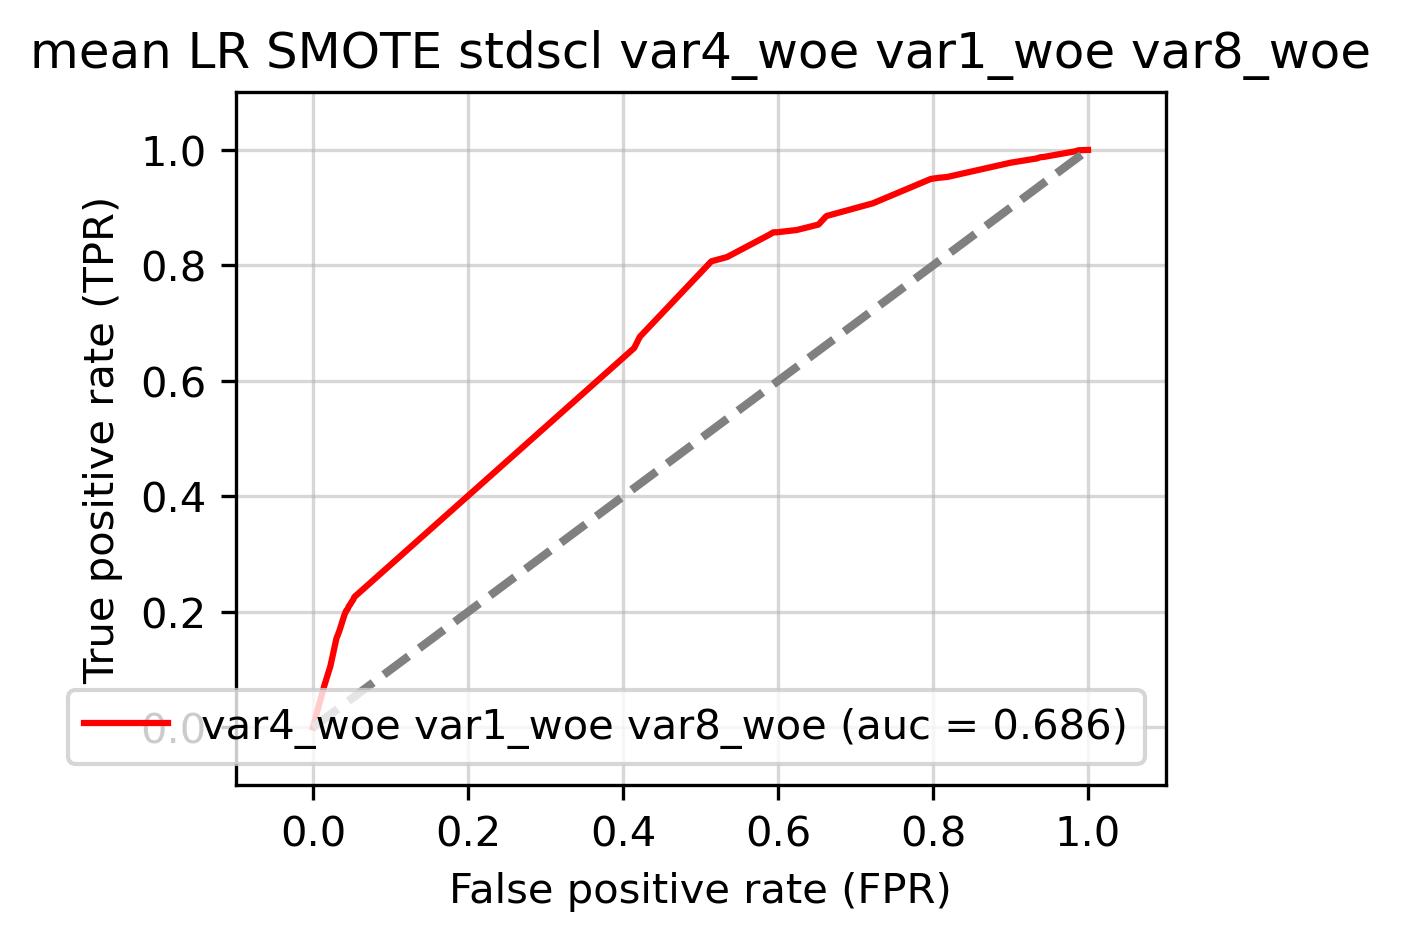 mean LR SMOTE stdscl var4_woe var1_woe var8_woe
True positive rate (TPR)
1.0
0.8
0.6
0.4
0.2
0.0
var4_woe var1_woe var8_woe (auc = 0.686)
0.0 0.2 0.4 0.6 0.8 1.0
False positive rate (FPR)